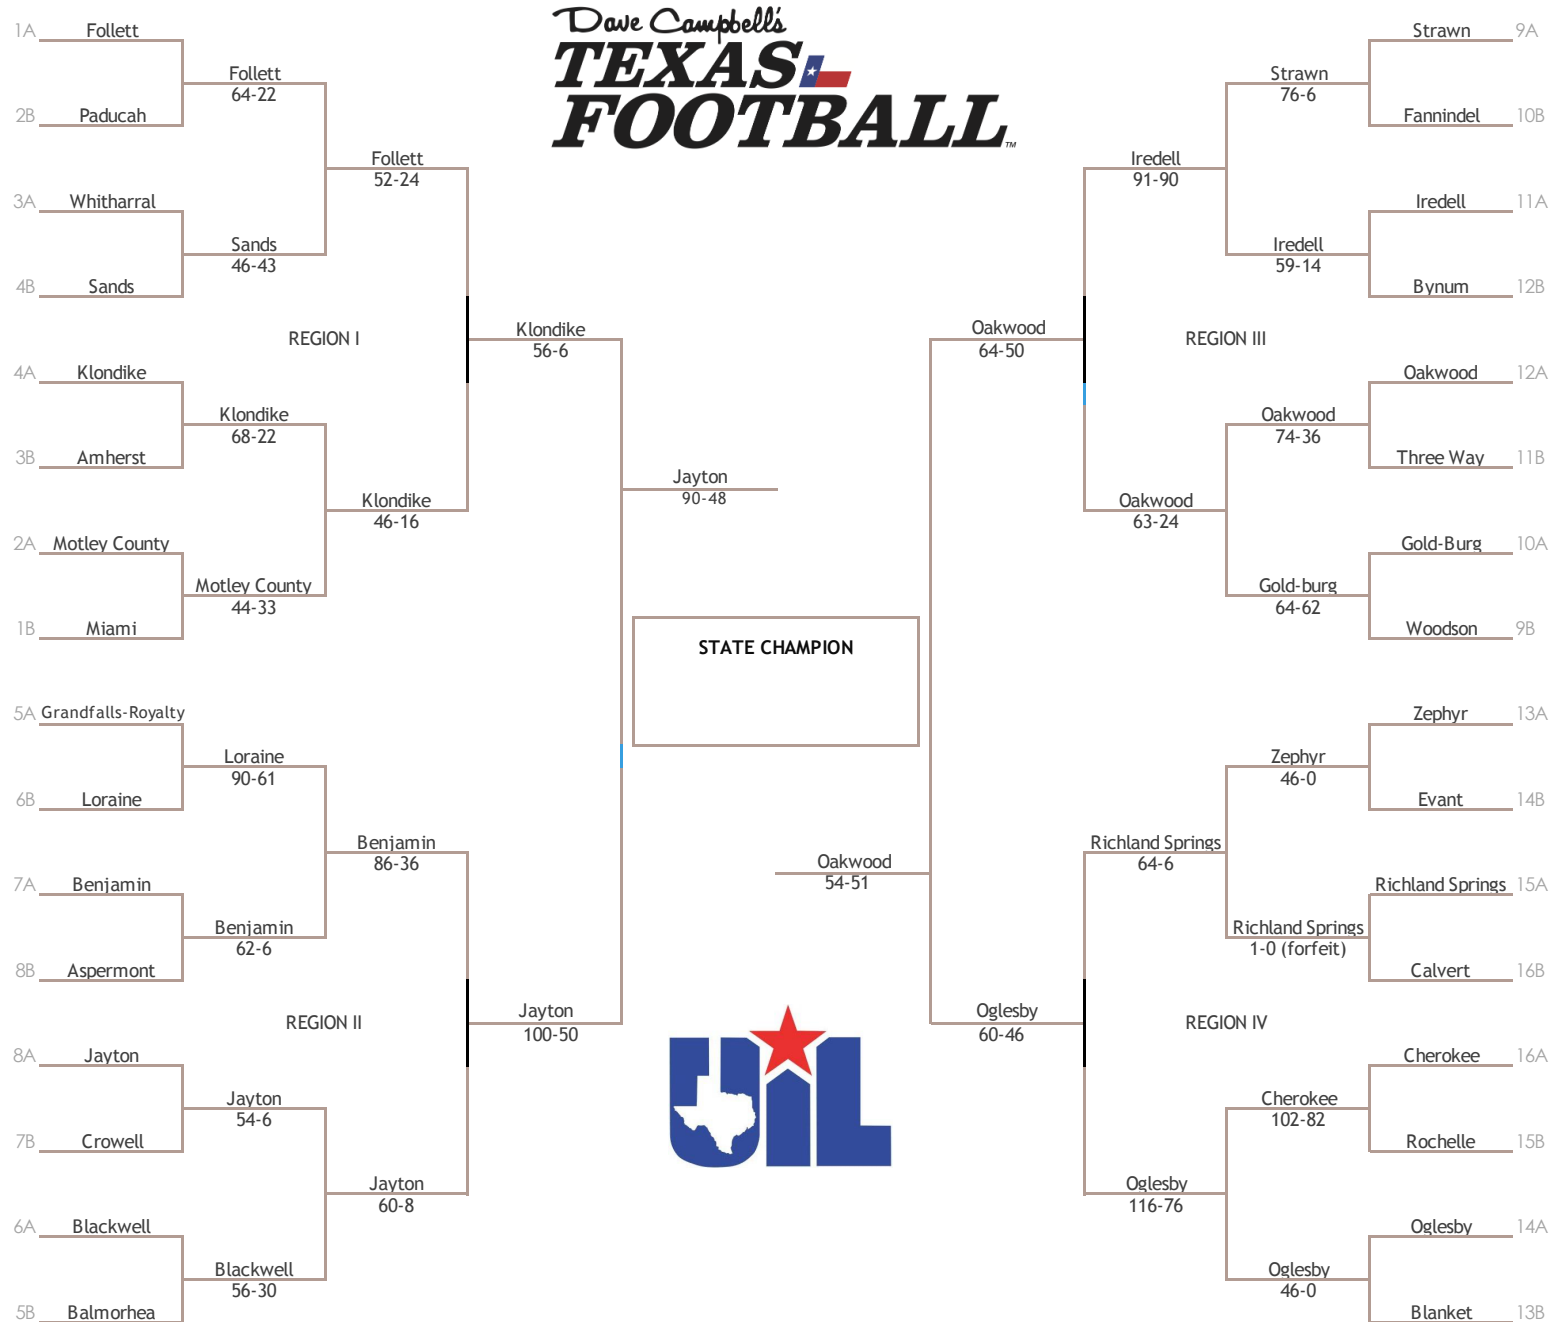 Dave Campbell's
TEXAS
FOOTBALL™
1A Follett
Follett
64-22
2B Paducah
Follett
52-24
3A Whitharral
Sands
46-43
4B Sands
REGION I
Klondike
56-6
4A Klondike
Klondike
68-22
3B Amherst
Klondike
46-16
2A Motley County
Motley County
44-33
1B Miami
Jayton
90-48
5A Grandfalls-Royalty
Loraine
90-61
6B Loraine
Benjamin
86-36
7A Benjamin
Benjamin
62-6
8B Aspermont
REGION II
Jayton
100-50
8A Jayton
Jayton
54-6
7B Crowell
Jayton
60-8
6A Blackwell
Blackwell
56-30
5B Balmorhea
STATE CHAMPION
Strawn 9A
Strawn
76-6
Fannindel 10B
Iredell
91-90
Iredell 11A
Iredell
59-14
Bynum 12B
Oakwood
64-50
REGION III
Oakwood 12A
Oakwood
74-36
Three Way 11B
Oakwood
63-24
Gold-Burg 10A
Gold-burg
64-62
Woodson 9B
Oakwood
54-51
Zephyr 13A
Zephyr
46-0
Evant 14B
Richland Springs
64-6
Richland Springs 15A
Richland Springs
1-0 (forfeit)
Calvert 16B
Oglesby
60-46
REGION IV
Cherokee 16A
Cherokee
102-82
Rochelle 15B
Oglesby
116-76
Oglesby 14A
Oglesby
46-0
Blanket 13B
UIL